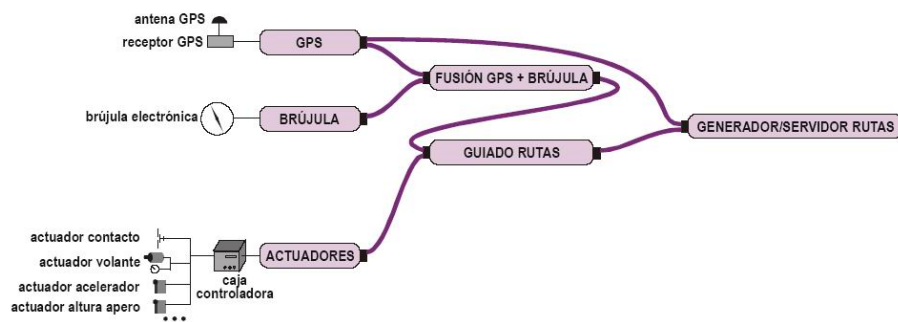 antena GPS
receptor GPS
GPS
FUSIÓN GPS + BRÚJULA
brújula electrónica
BRÚJULA
GENERADOR/SERVIDOR RUTAS
GUIADO RUTAS
actuador contacto
actuador volante
actuador acelerador
actuador altura apero
caja
controladora
ACTUADORES